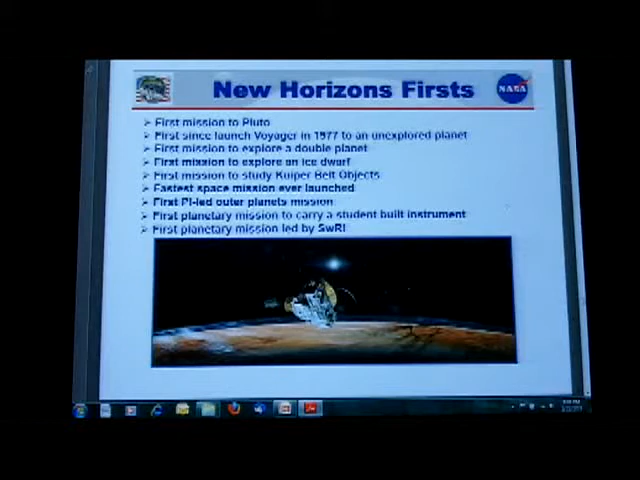 New Horizons Firsts
NASA
First mission to Pluto
First since launch Voyager in 1977 to an unexplored planet
First mission to explore a double planet
First mission to explore an ice dwarf
First mission to study Kuiper Belt Objects
Fastest space mission ever launched
First PI-led outer planets mission
First planetary mission to carry a student built instrument
First planetary mission led by SwRI